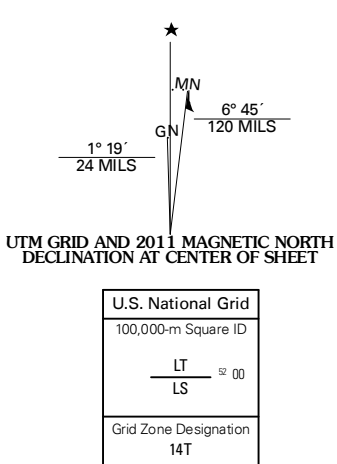 ★
MN
GN
6° 45´
120 MILS
1° 19´
24 MILS
UTM GRID AND 2011 MAGNETIC NORTH
DECLINATION AT CENTER OF SHEET
U.S. National Grid
100,000-m Square ID
LT
52 00
LS
Grid Zone Designation
14T